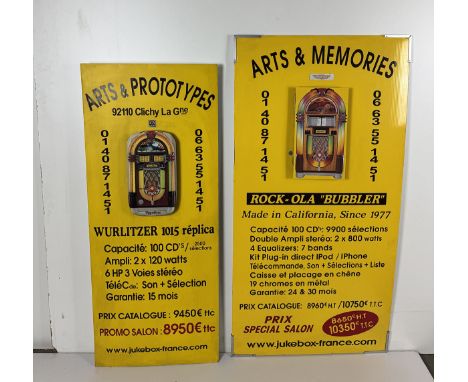 ARTS & PROTOTYPES
92110 Clichy La Gne
01 40 87 14 51
06 63 55 14 51
WURLITZER 1015 réplica
Capacité: 100 CD'S / 2000 sélections
Ampli: 2 x 120 watts
6 HP 3 Voies stéréo
TéléCde: Son + Sélection
Garantie: 15 mois
PRIX CATALOGUE : 9450€ ttc
PROMO SALON : 8950€ ttc
www.jukebox-france.com
ARTS & MEMORIES
01 40 87 14 51
06 63 55 14 51
ROCK-OLA "BUBBLER"
Made in California, Since 1977
Capacité 100 CD's: 9900 sélections
Double Ampli stéréo: 2 x 800 watts
4 Equalizers: 7 bands
Kit Plug-in direct IPod / IPhone
Télécommande, Son + Sélections + Liste
Caisse et placage en chêne
19 chromes en métal
Garantie: 24 & 30 mois
PRIX CATALOGUE: 8960€ H.T / 10750€ T.T.C
PRIX
SPECIAL SALON
8650€ H.T
10350€ T.T.C
www.jukebox-france.com